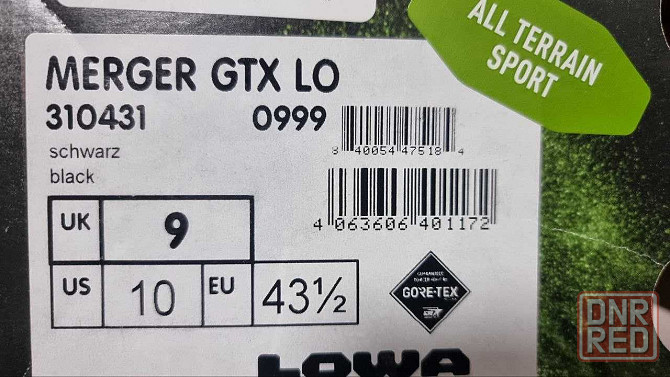 ALL TERRAIN
SPORT
MERGER GTX LO
310431 0999
8 40054 47518 4
schwarz
black
4 063606 401172
UK 9
US 10 EU 43½
GORE-TEX
LOWA
DNR
RED